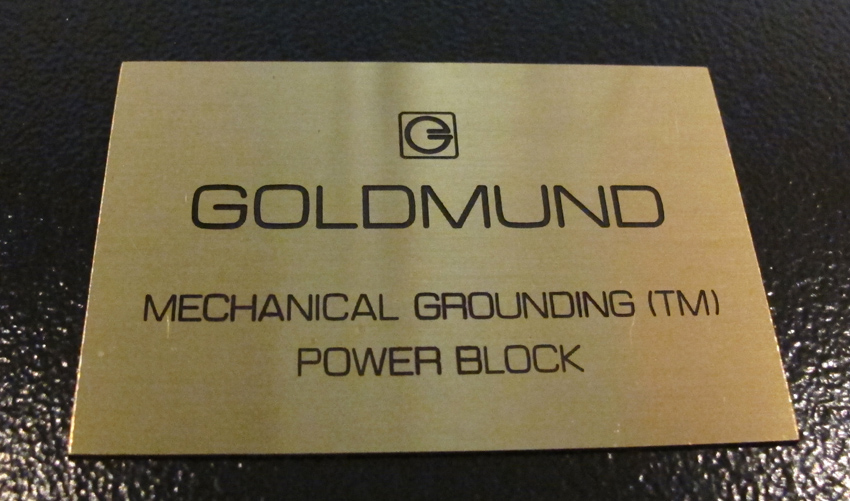 GOLDMUND
MECHANICAL GROUNDING (TM)
POWER BLOCK